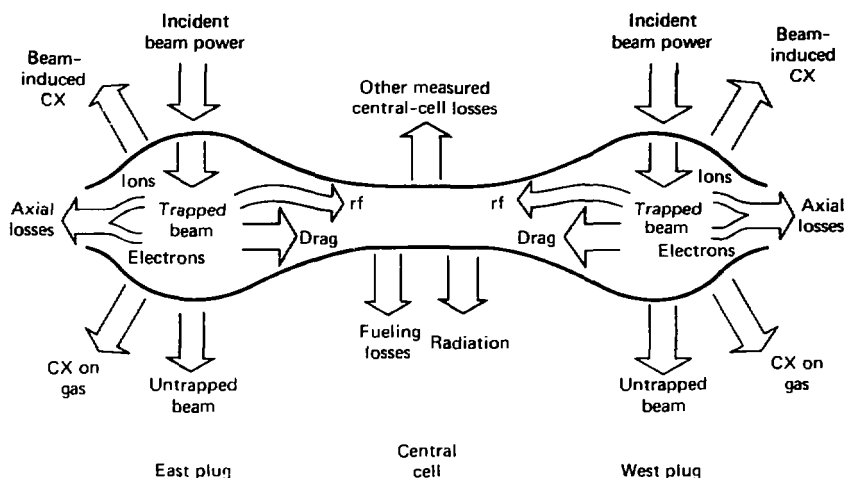 Incident
beam power
Incident
beam power
Beam-
induced
CX
Beam-
induced
CX
Other measured
central-cell losses
Ions
Ions
rf
rf
Axial
losses
Trapped
beam
Drag
Drag
Trapped
beam
Axial
losses
Electrons
Electrons
Fueling
losses
Radiation
CX on
gas
Untrapped
beam
Untrapped
beam
CX on
gas
East plug
Central
cell
West plug